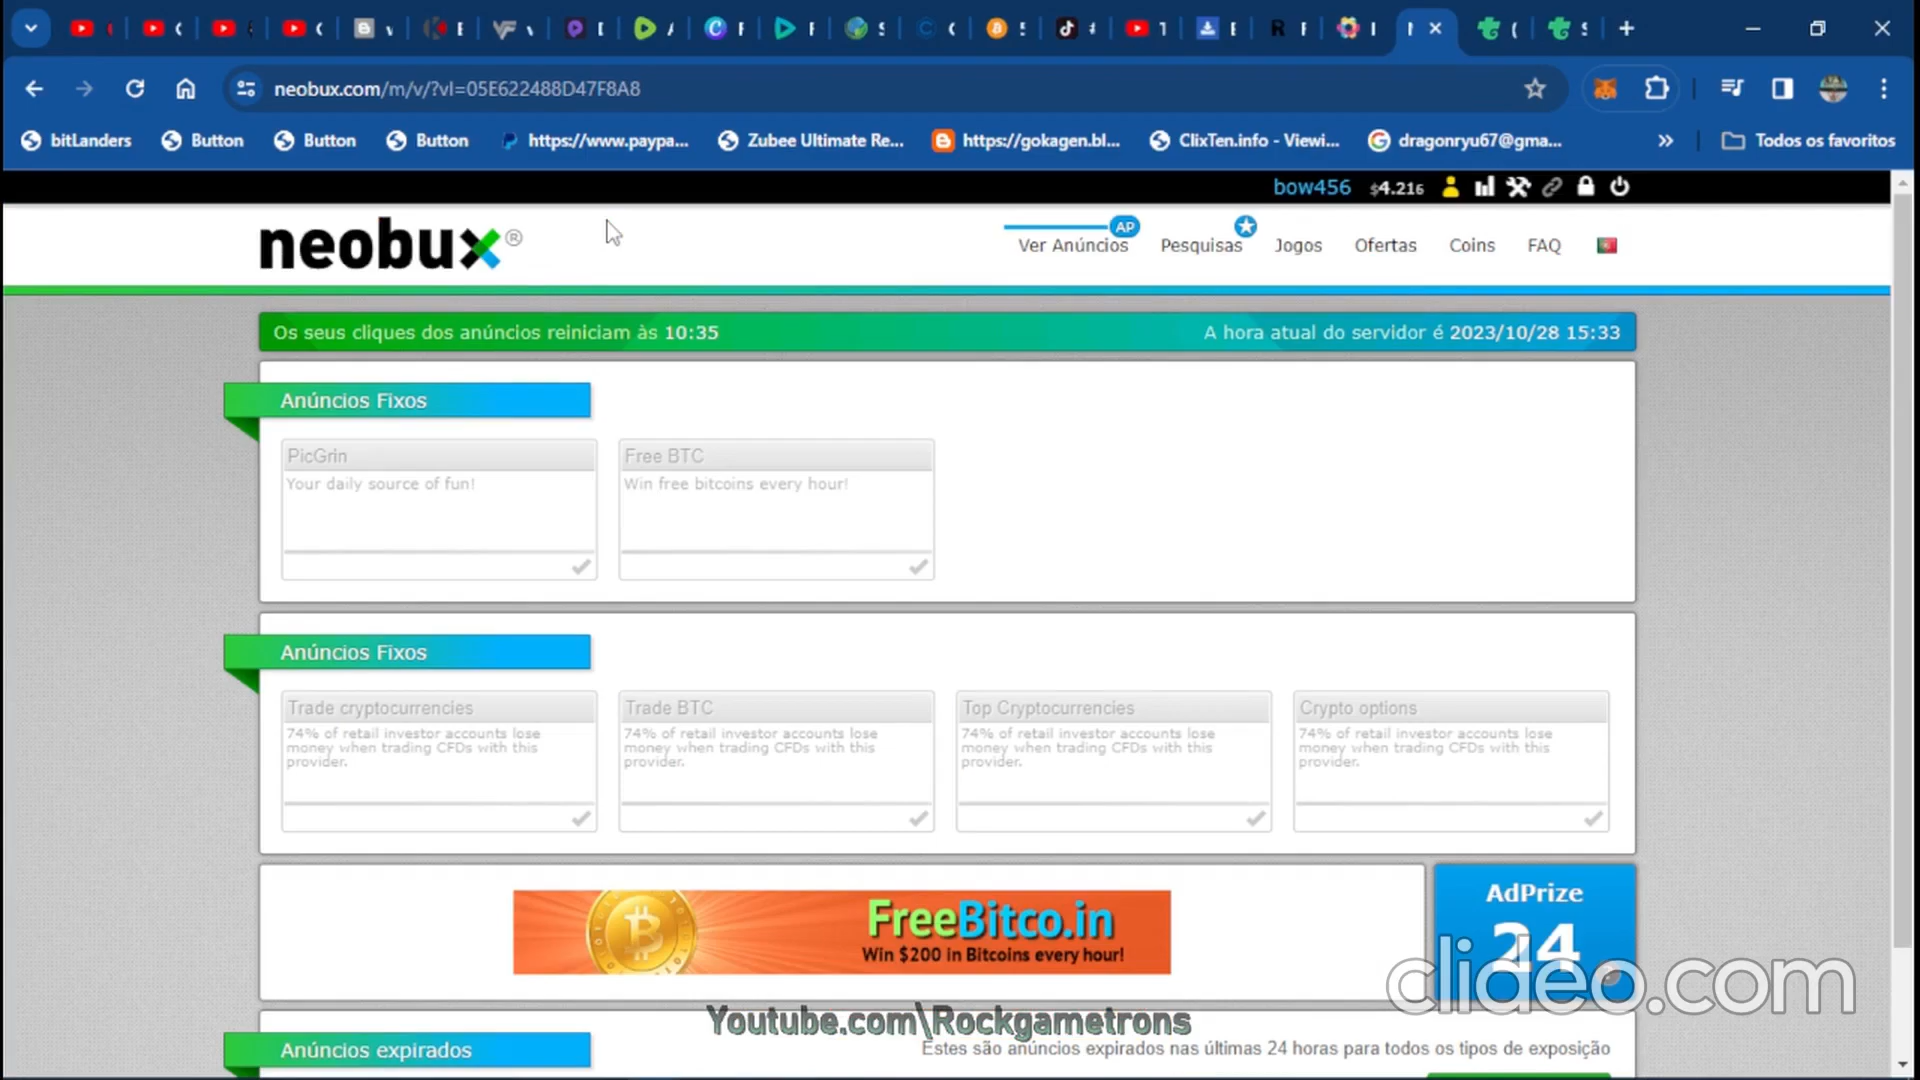 neobux.com/m/v/?vl=05E622488D47F8A8
bitLanders Button Button Button https://www.paypa... Zubee Ultimate Re... https://gokagen.bl... ClixTen.info - Viewi... dragonryu67@gma... » Todos os favoritos
bow456 $4.216
neobux®
AP
Ver Anúncios Pesquisas Jogos Ofertas Coins FAQ
Os seus cliques dos anúncios reiniciam às 10:35 A hora atual do servidor é 2023/10/28 15:33
Anúncios Fixos
PicGrin
Your daily source of fun!
Free BTC
Win free bitcoins every hour!
Anúncios Fixos
Trade cryptocurrencies
74% of retail investor accounts lose
money when trading CFDs with this
provider.
Trade BTC
74% of retail investor accounts lose
money when trading CFDs with this
provider.
Top Cryptocurrencies
74% of retail investor accounts lose
money when trading CFDs with this
provider.
Crypto options
74% of retail investor accounts lose
money when trading CFDs with this
provider.
FreeBitco.in
Win $200 in Bitcoins every hour!
AdPrize
24
clideo.com
Youtube.com\Rockgametrons
Anúncios expirados
Estes são anúncios expirados nas últimas 24 horas para todos os tipos de exposição